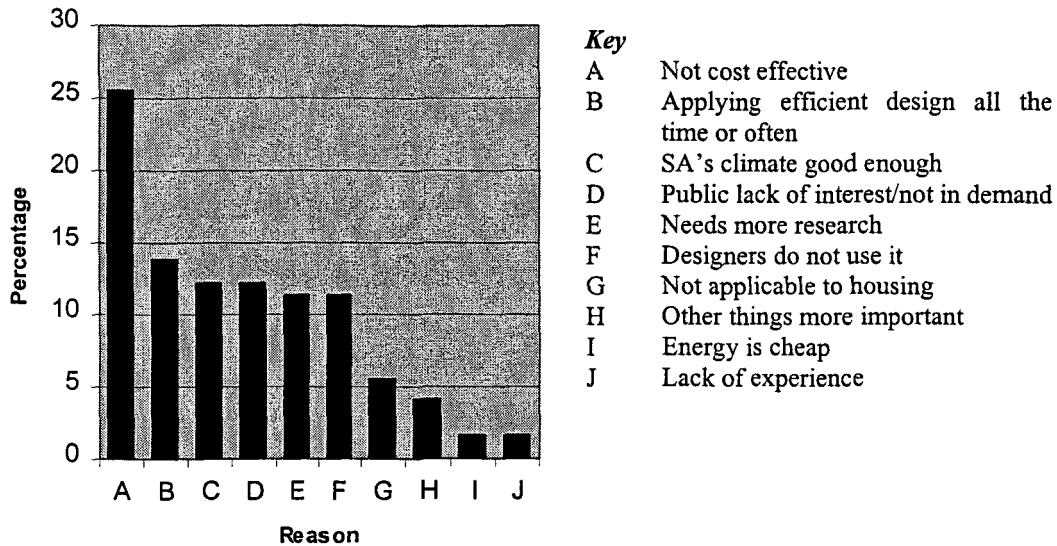 30
25
20
15
10
5
0
Percentage
A B C D E F G H I J
Reason
Key
A Not cost effective
B Applying efficient design all the
time or often
C SA's climate good enough
D Public lack of interest/not in demand
E Needs more research
F Designers do not use it
G Not applicable to housing
H Other things more important
I Energy is cheap
J Lack of experience